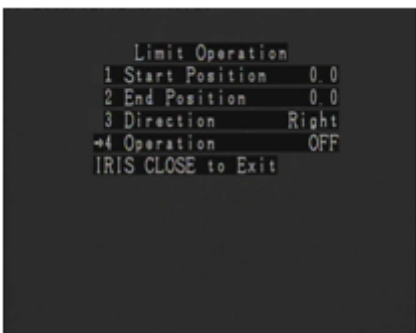 Limit Operation
1 Start Position 0.0
2 End Position 0.0
3 Direction Right
⇒4 Operation OFF
IRIS CLOSE to Exit